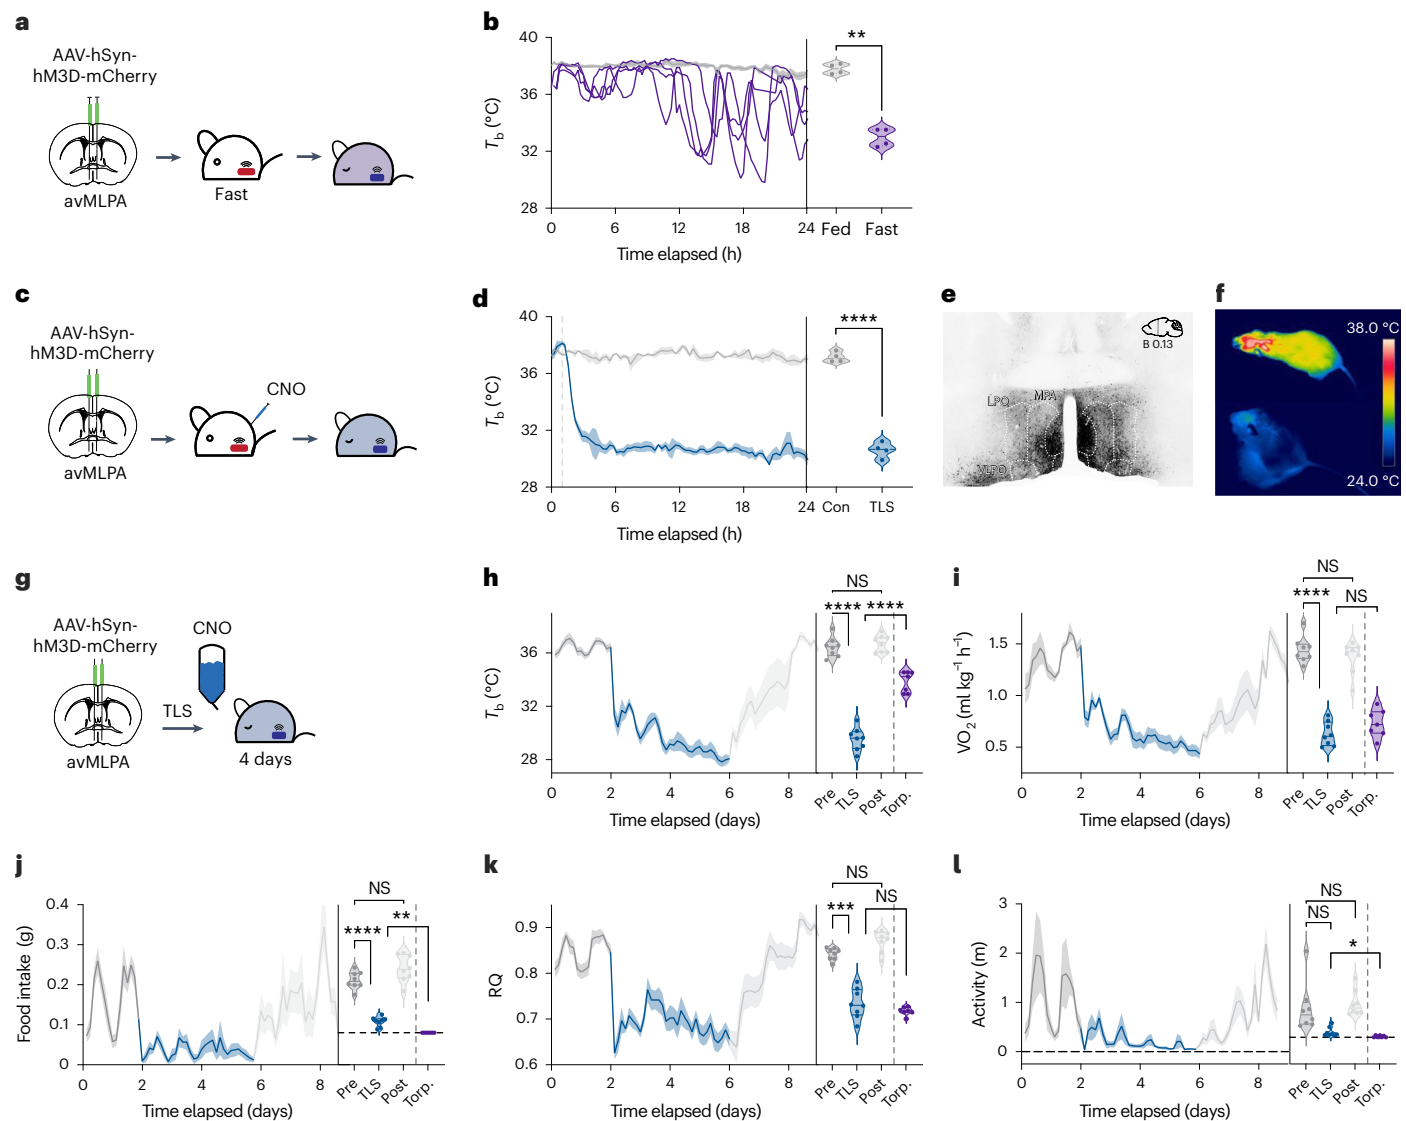 a
AAV-hSyn-
hM3D-mCherry
avMLPA
Fast
b
40
36
32
28
Tb (°C)
0 6 12 18 24
Fed Fast
Time elapsed (h)
**
c
AAV-hSyn-
hM3D-mCherry
CNO
avMLPA
d
40
36
32
28
Tb (°C)
0 6 12 18 24
Con TLS
Time elapsed (h)
****
e
B 0.13
LPO
MPA
VLPO
f
38.0 °C
24.0 °C
g
AAV-hSyn-
hM3D-mCherry
CNO
TLS
avMLPA
4 days
h
NS
**** ****
36
32
28
Tb (°C)
0 2 4 6 8
Pre TLS Post Torp.
Time elapsed (days)
i
NS
**** NS
1.5
1.0
0.5
VO2 (ml kg−1 h−1)
0 2 4 6 8
Pre TLS Post Torp.
Time elapsed (days)
j
NS
**** **
0.4
0.3
0.2
0.1
0
Food intake (g)
0 2 4 6 8
Pre TLS Post Torp.
Time elapsed (days)
k
NS
*** NS
0.9
0.8
0.7
0.6
RQ
0 2 4 6 8
Pre TLS Post Torp.
Time elapsed (days)
l
NS
NS
*
3
2
1
0
Activity (m)
0 2 4 6 8
Pre TLS Post Torp.
Time elapsed (days)